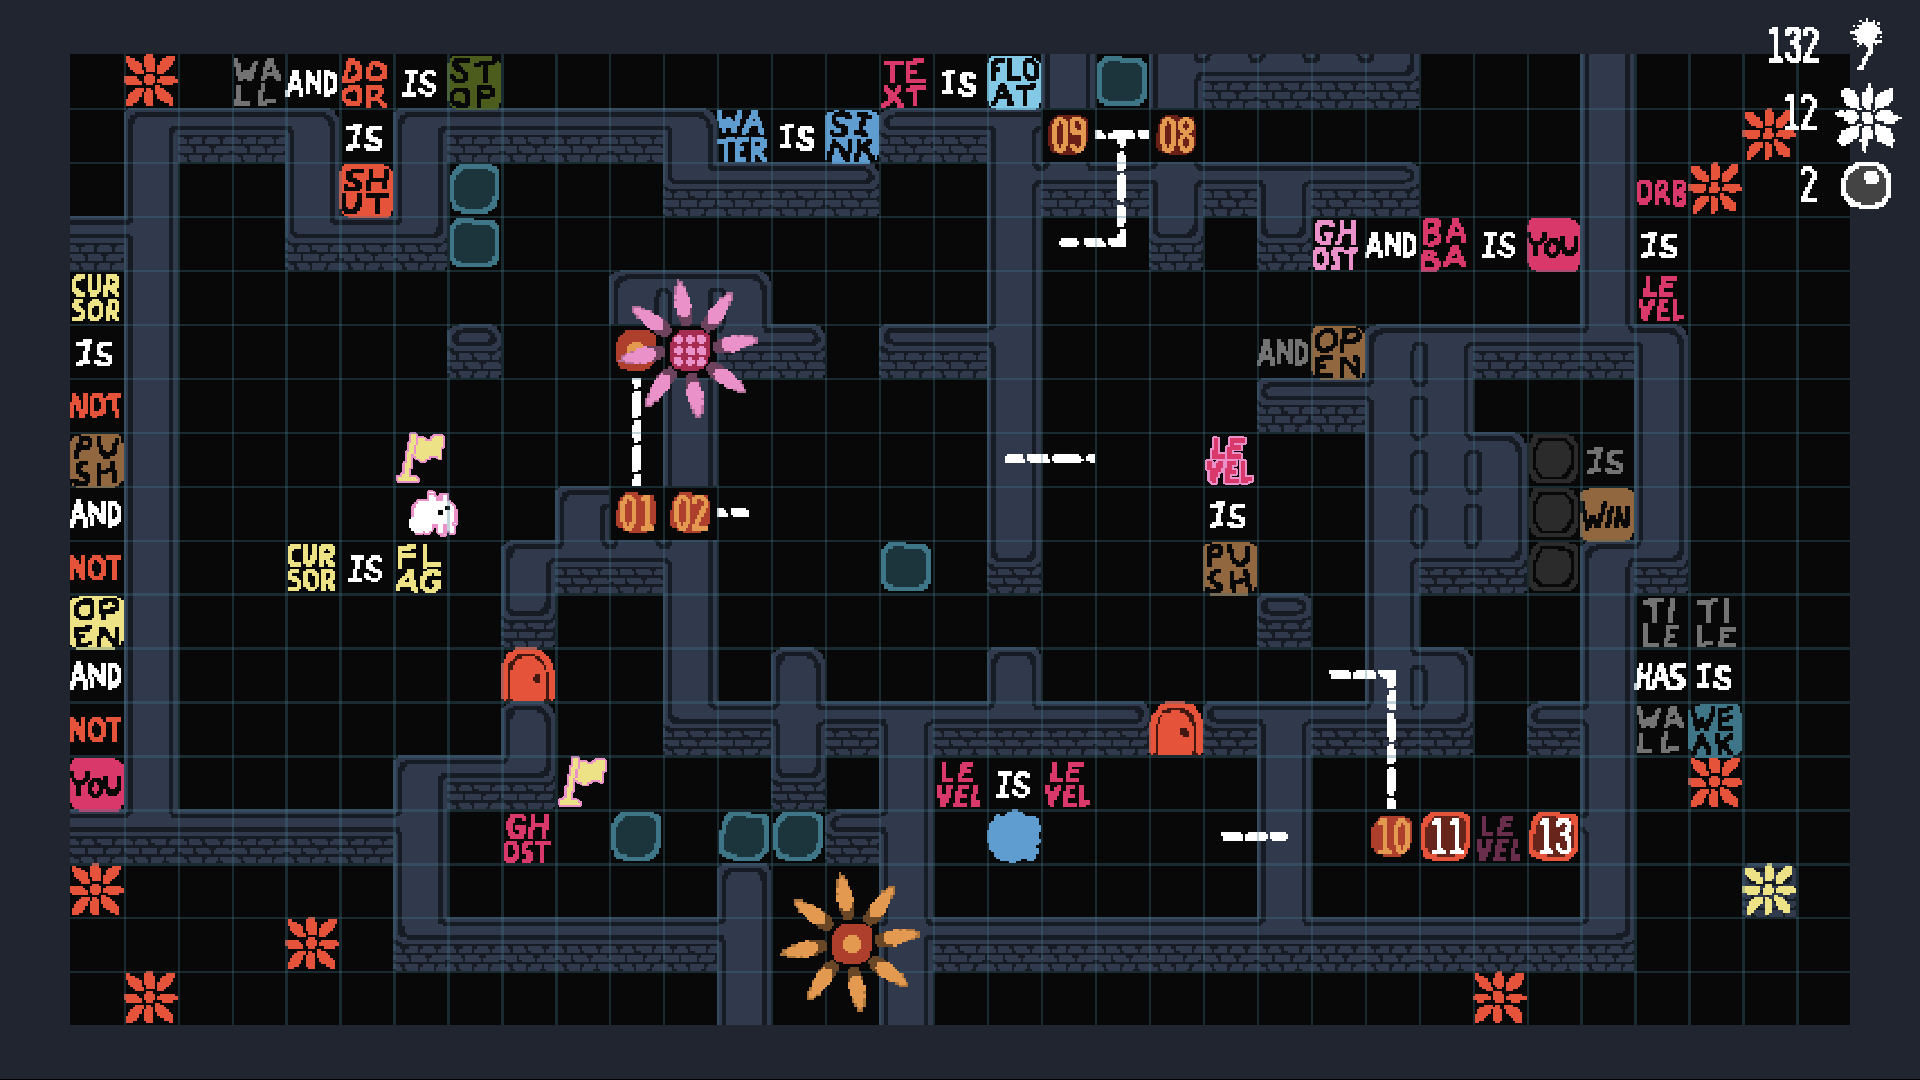 132
WALL AND DOOR IS STOP
TEXT IS FLOAT
12
IS
WATER IS SINK
09 08
SHUT
ORB
2
GHOST AND BABA IS YOU
IS
CURSOR
LEVEL
IS
AND OPEN
NOT
PUSH
LEVEL
IS
AND
01 02
IS
WIN
NOT
CURSOR IS FLAG
PUSH
OPEN
TILE TILE
AND
HAS IS
NOT
WALL WEAK
YOU
LEVEL IS LEVEL
GHOST
10 11 LEVEL 13